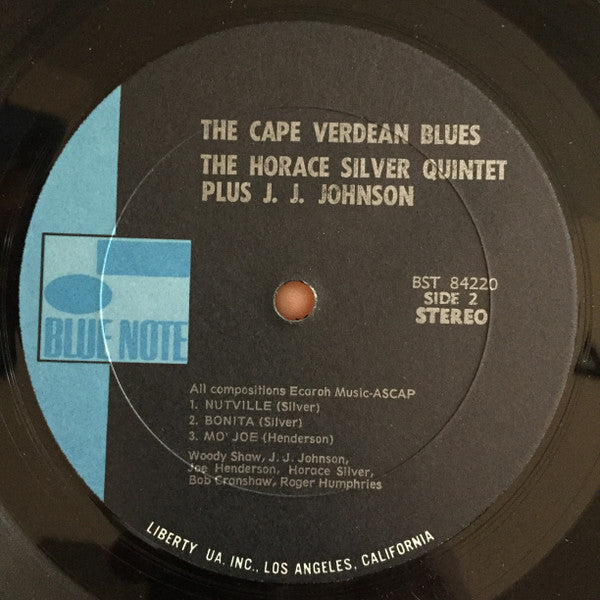 THE CAPE VERDEAN BLUES
THE HORACE SILVER QUINTET
PLUS J. J. JOHNSON
BST 84220
SIDE 2
STEREO
BLUE NOTE
All compositions Ecaroh Music-ASCAP
1. NUTVILLE (Silver)
2. BONITA (Silver)
3. MO' JOE (Henderson)
Woody Shaw, J. J. Johnson,
Joe Henderson, Horace Silver,
Bob Cranshaw, Roger Humphries
LIBERTY UA, INC., LOS ANGELES, CALIFORNIA